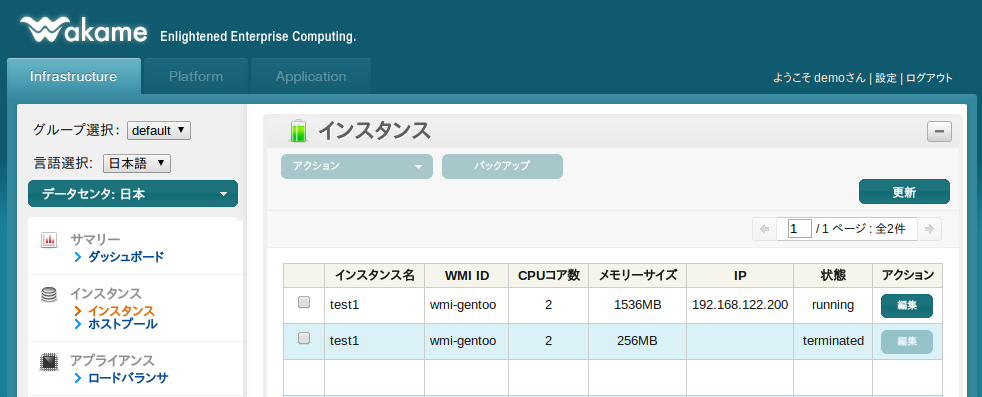 Wakame Enlightened Enterprise Computing.
Infrastructure Platform Application
ようこそ demoさん | 設定 | ログアウト
グループ選択: default
言語選択: 日本語
データセンタ: 日本
サマリー
ダッシュボード
インスタンス
インスタンス
ホストプール
アプライアンス
ロードバランサ
インスタンス
アクション バックアップ
更新
1 / 1 ページ : 全2件
インスタンス名 WMI ID CPUコア数 メモリーサイズ IP 状態 アクション
test1 wmi-gentoo 2 1536MB 192.168.122.200 running 編集
test1 wmi-gentoo 2 256MB terminated 編集